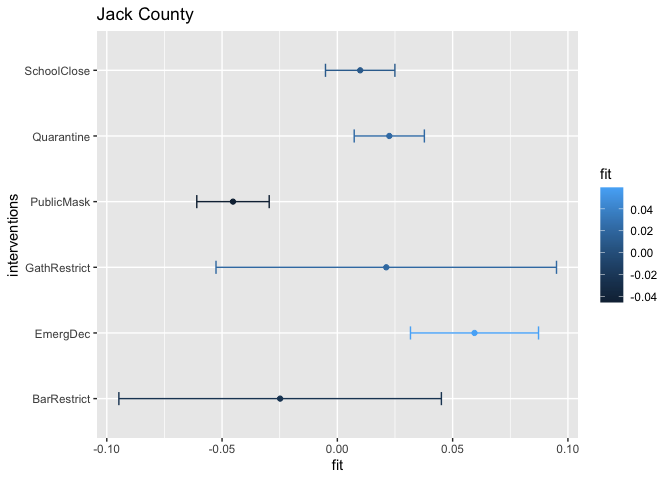 Jack County
SchoolClose
Quarantine
PublicMask
GathRestrict
EmergDec
BarRestrict
interventions
-0.10 -0.05 0.00 0.05 0.10
fit
fit
0.04
0.02
0.00
-0.02
-0.04